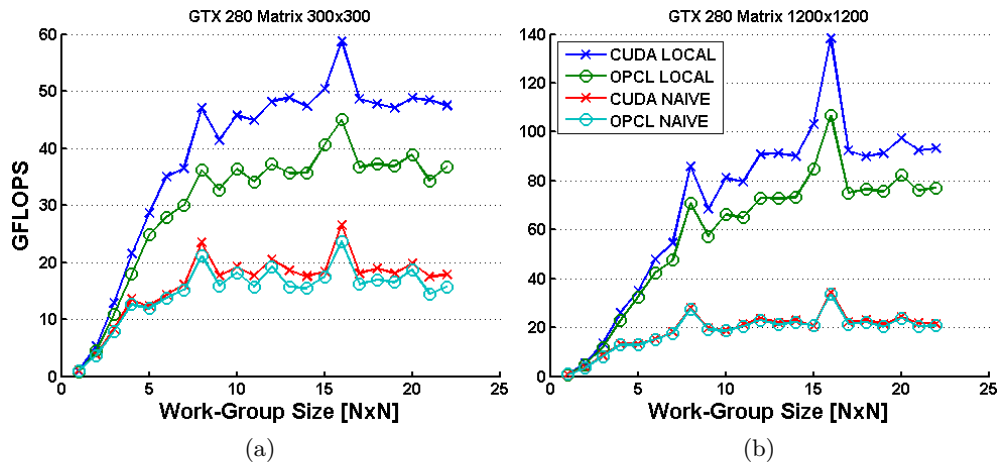 GTX 280 Matrix 300x300
60
50
40
30
20
10
0
GFLOPS
0 5 10 15 20 25
Work-Group Size [NxN]
(a)
GTX 280 Matrix 1200x1200
140
120
100
80
60
40
20
0
CUDA LOCAL
OPCL LOCAL
CUDA NAIVE
OPCL NAIVE
0 5 10 15 20 25
Work-Group Size [NxN]
(b)